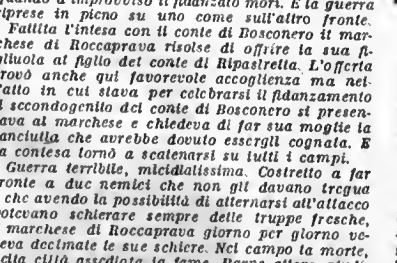 quando a improvviso il fidanzato morì. E la guerra
riprese in pieno su uno come sull'altro fronte.
Fallita l'intesa con il conte di Bosconero il mar-
chese di Roccaprava risolse di offrire la sua fi-
gliuola al figlio del conte di Ripastretta. L'offerta
trovò anche qui favorevole accoglienza ma nel-
l'atto in cui stava per celebrarsi il fidanzamento
il secondogenito del conte di Bosconero si presen-
tava al marchese e chiedeva di far sua moglie la
fanciulla che avrebbe dovuto essergli cognata. E
la contesa tornò a scatenarsi su tutti i campi.
Guerra terribile, micidialissima. Costretto a far
fronte a due nemici che non gli davano tregua
che avendo la possibilità di alternarsi all'attacco
potevano schierare sempre delle truppe fresche,
marchese di Roccaprava giorno per giorno ve-
deva decimate le sue schiere. Nel campo la morte,
città assediata la fame.